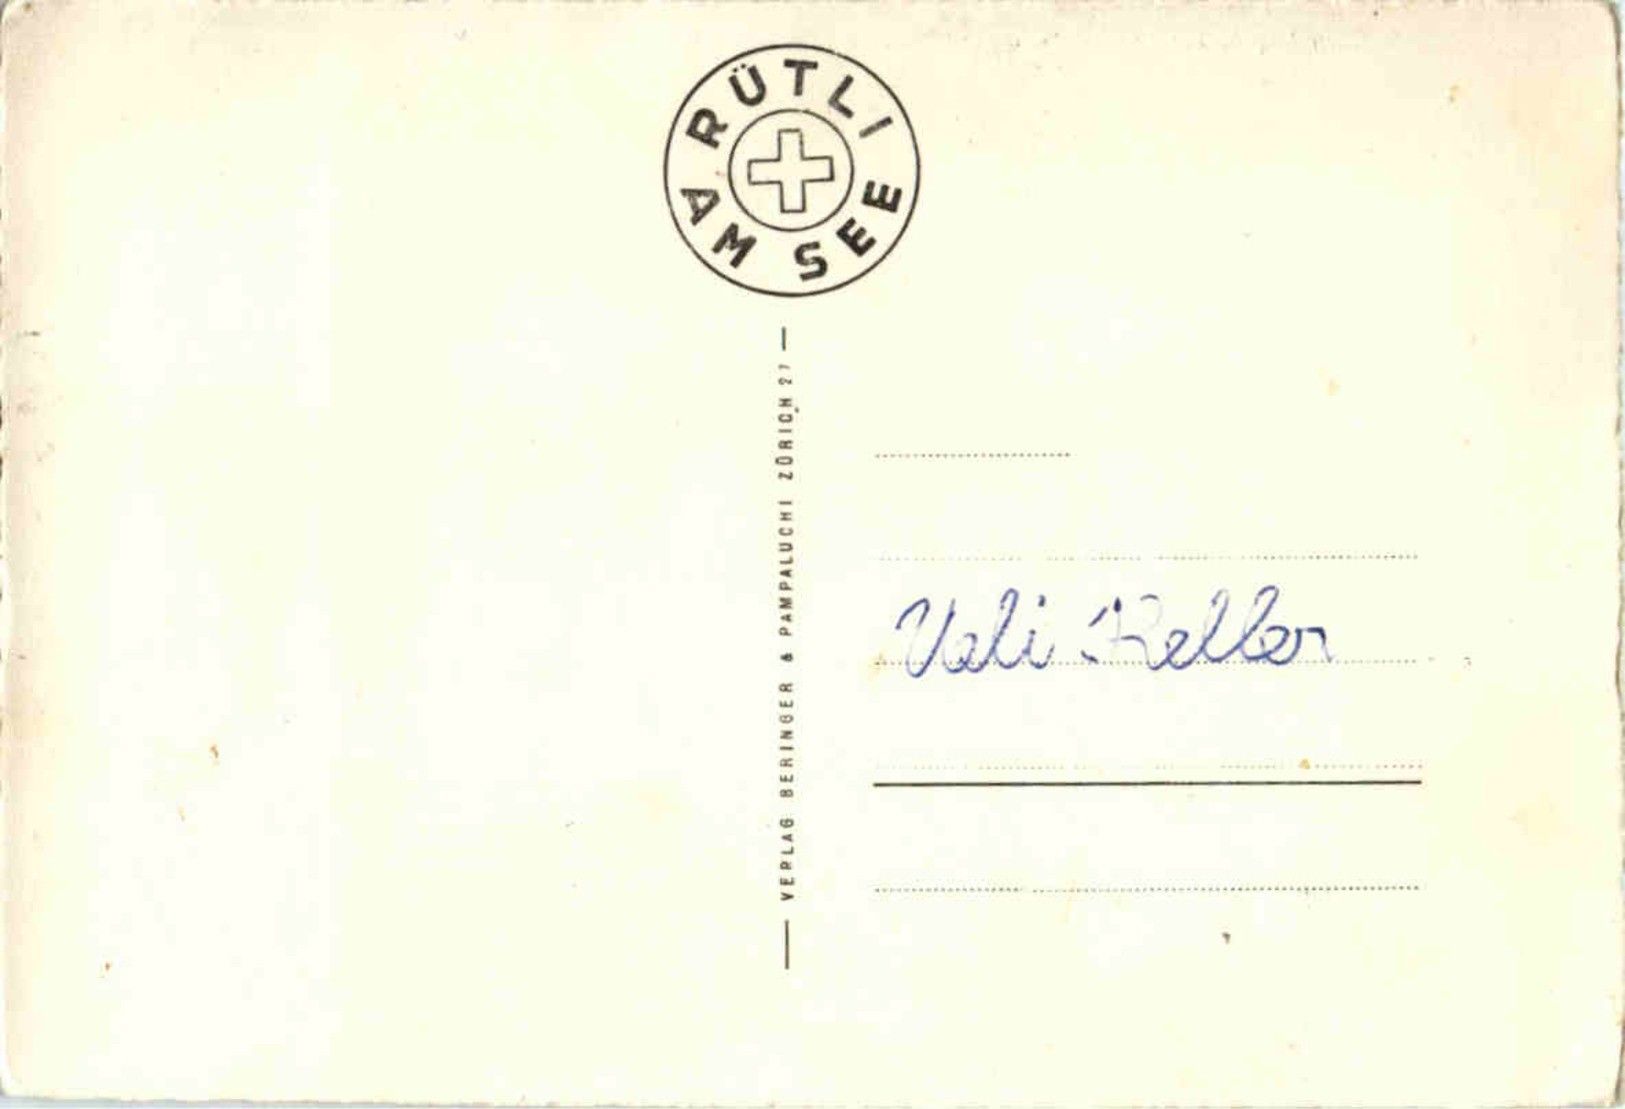 RÜTLI
AM SEE
VERLAG BERINGER & PAMPALUCHI ZÜRICH 27
Vali Keller